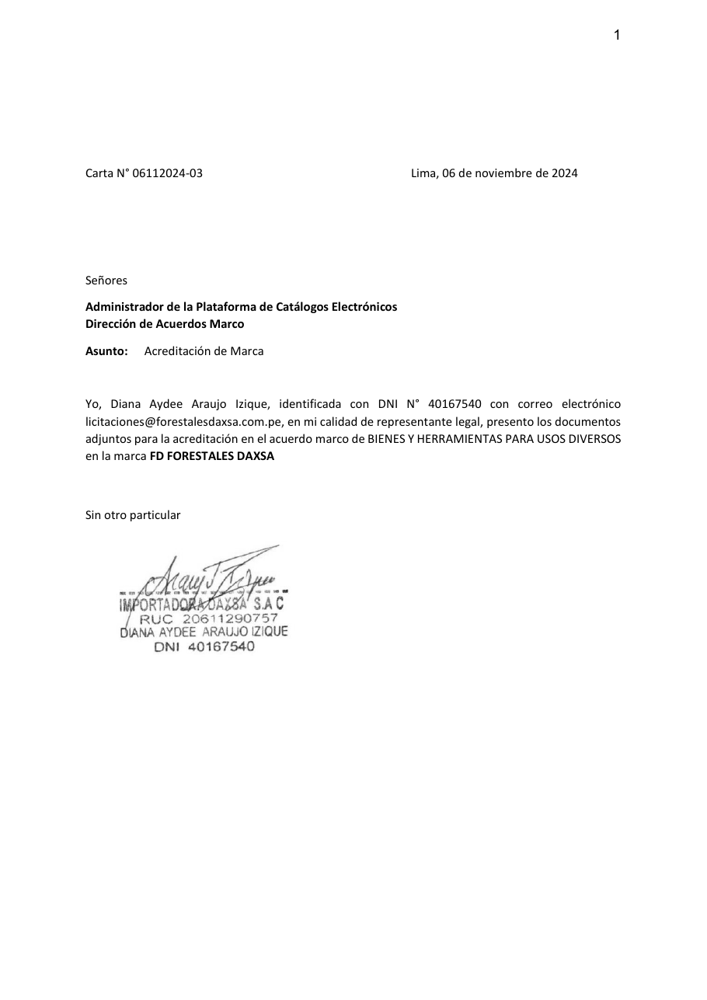 1
Carta N° 06112024-03 Lima, 06 de noviembre de 2024
Señores
Administrador de la Plataforma de Catálogos Electrónicos
Dirección de Acuerdos Marco
Asunto: Acreditación de Marca
Yo, Diana Aydee Araujo Izique, identificada con DNI N° 40167540 con correo electrónico
licitaciones@forestalesdaxsa.com.pe, en mi calidad de representante legal, presento los documentos
adjuntos para la acreditación en el acuerdo marco de BIENES Y HERRAMIENTAS PARA USOS DIVERSOS
en la marca FD FORESTALES DAXSA
Sin otro particular
Araujo Izique
IMPORTADORA DAXSA S.A C
RUC 20611290757
DIANA AYDEE ARAUJO IZIQUE
DNI 40167540